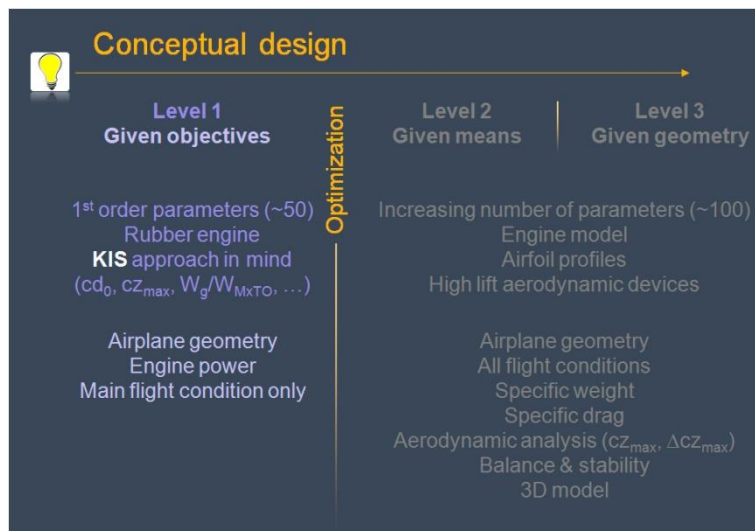 Conceptual design
Level 1
Given objectives
1st order parameters (~50)
Rubber engine
KIS approach in mind
(cd0, czmax, Wg/WMxTO, ...)
Airplane geometry
Engine power
Main flight condition only
Optimization
Level 2
Given means
Level 3
Given geometry
Increasing number of parameters (~100)
Engine model
Airfoil profiles
High lift aerodynamic devices
Airplane geometry
All flight conditions
Specific weight
Specific drag
Aerodynamic analysis (czmax, Δczmax)
Balance & stability
3D model